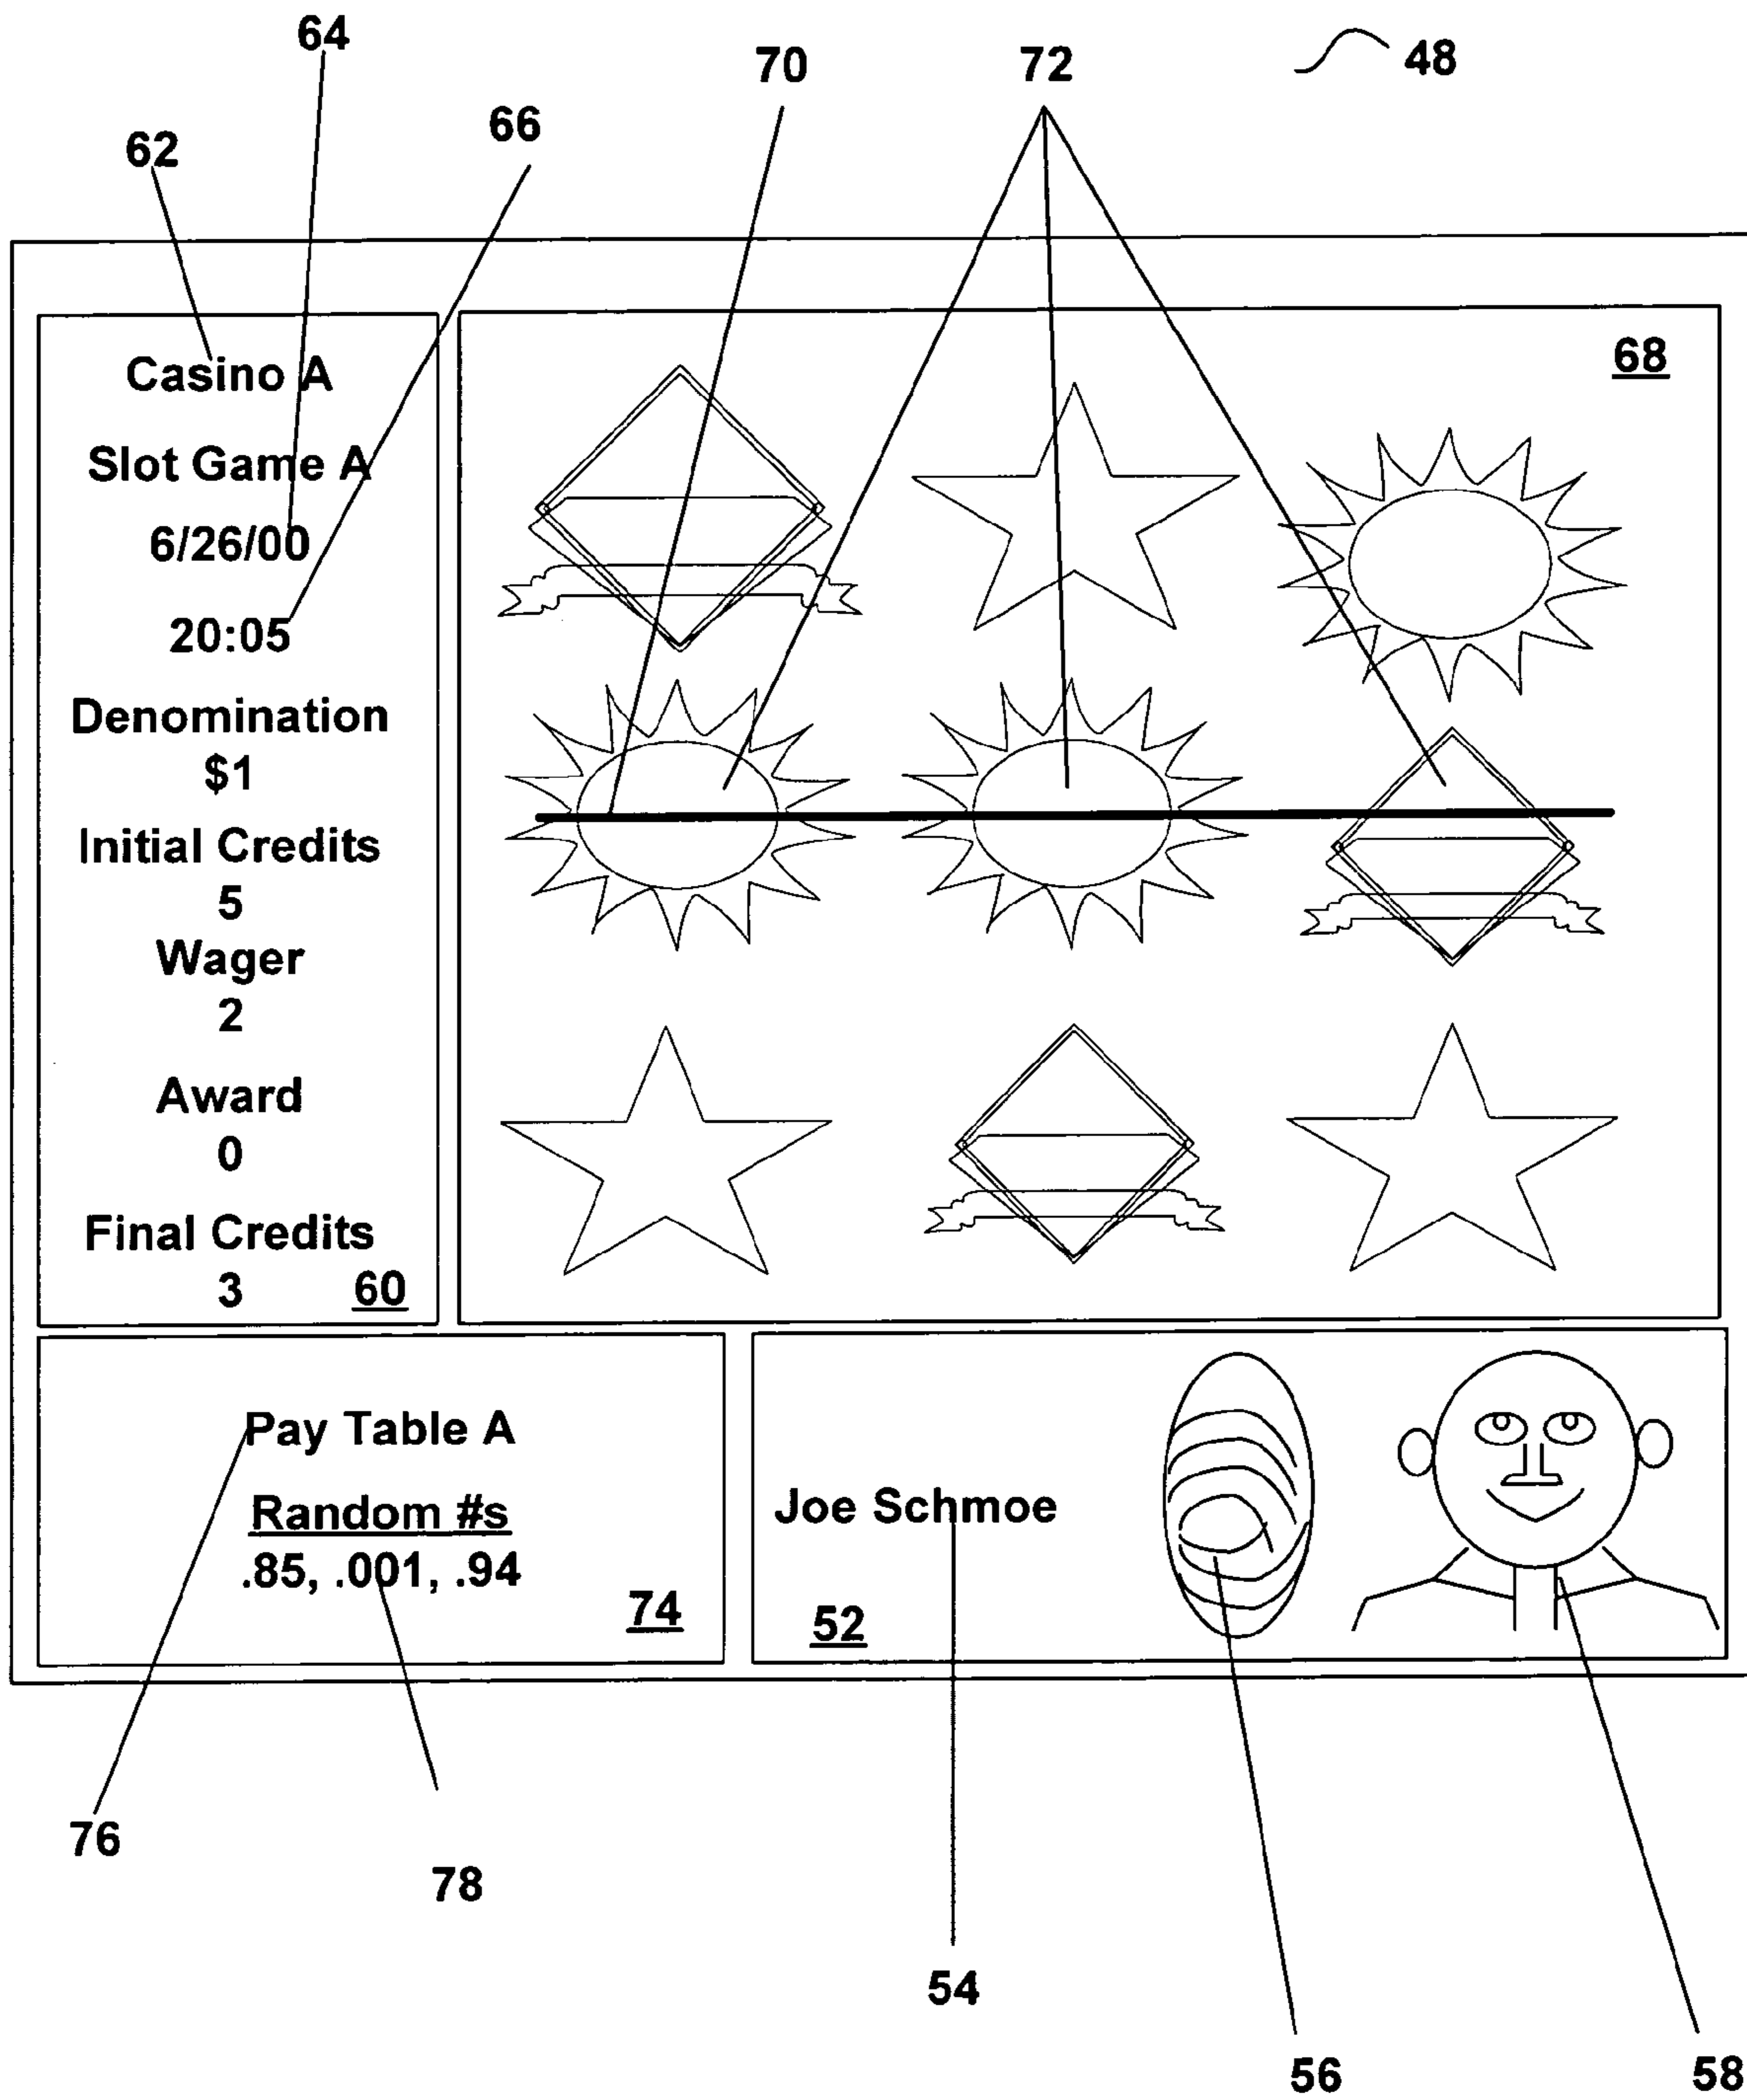 64
70
72
48
66
62
Casino A
Slot Game A
6/26/00
20:05
Denomination
$1
Initial Credits
5
Wager
2
Award
0
Final Credits
3
60
68
Pay Table A
Random #s
.85, .001, .94
74
Joe Schmoe
52
76
78
54
56
58